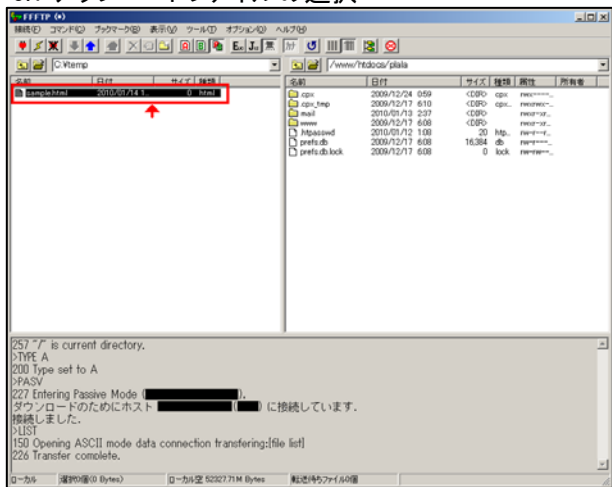 FFFTP (*)
接続(F) コマンド(C) ブックマーク(B) 表示(V) ツール(T) オプション(O) ヘルプ(H)
C:¥temp
/www/htdocs/plala
名前 日付 サイズ 種類
sample.html 2010/01/14 1... 0 html
名前 日付 サイズ 種類 属性 所有者
.cpx 2009/12/24 0:59 <DIR> cpx
.cpx_tmp 2009/12/17 6:10 <DIR> cpx...
mail 2010/01/13 2:37 <DIR>
www 2009/12/17 6:08 <DIR>
.htpasswd 2010/01/12 1:08 20 htp...
prefs.db 2009/12/17 6:08 16,384 db
prefs.db.lock 2009/12/17 6:08 0 lock
257 "/" is current directory.
>TYPE A
200 Type set to A
>PASV
227 Entering Passive Mode ( ).
ダウンロードのためにホスト ( ) に接続しています.
接続しました.
>LIST
150 Opening ASCII mode data connection transfering:[file list]
226 Transfer complete.
ローカル 選択0個(0 Bytes) ローカル空 52327.71M Bytes 転送待ちファイル0個